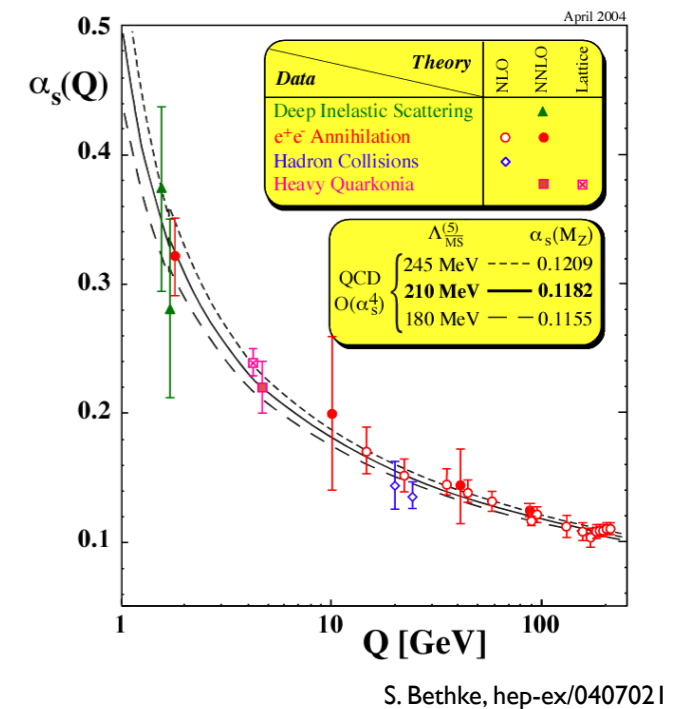 April 2004
0.5
αs(Q)
0.4
0.3
0.2
0.1
1
10
100
Q [GeV]
Theory
Data
NLO
NNLO
Lattice
Deep Inelastic Scattering
e+e- Annihilation
Hadron Collisions
Heavy Quarkonia
Λ(5)MS αs(MZ)
QCD
O(αs4)
245 MeV 0.1209
210 MeV 0.1182
180 MeV 0.1155
S. Bethke, hep-ex/0407021